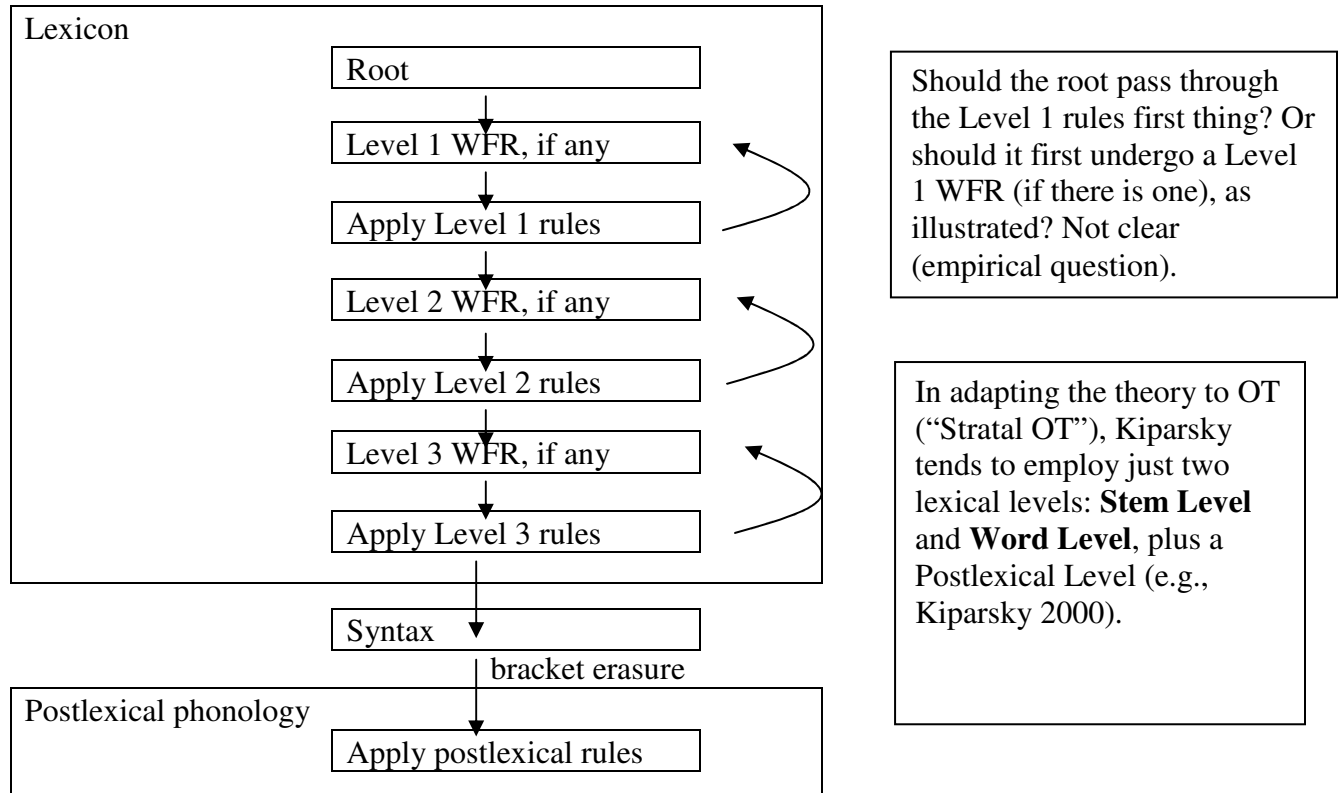 Lexicon
Root
Level 1 WFR, if any
Apply Level 1 rules
Level 2 WFR, if any
Apply Level 2 rules
Level 3 WFR, if any
Apply Level 3 rules
Syntax
bracket erasure
Postlexical phonology
Apply postlexical rules
Should the root pass through
the Level 1 rules first thing? Or
should it first undergo a Level
1 WFR (if there is one), as
illustrated? Not clear
(empirical question).
In adapting the theory to OT
(“Stratal OT”), Kiparsky
tends to employ just two
lexical levels: Stem Level
and Word Level, plus a
Postlexical Level (e.g.,
Kiparsky 2000).